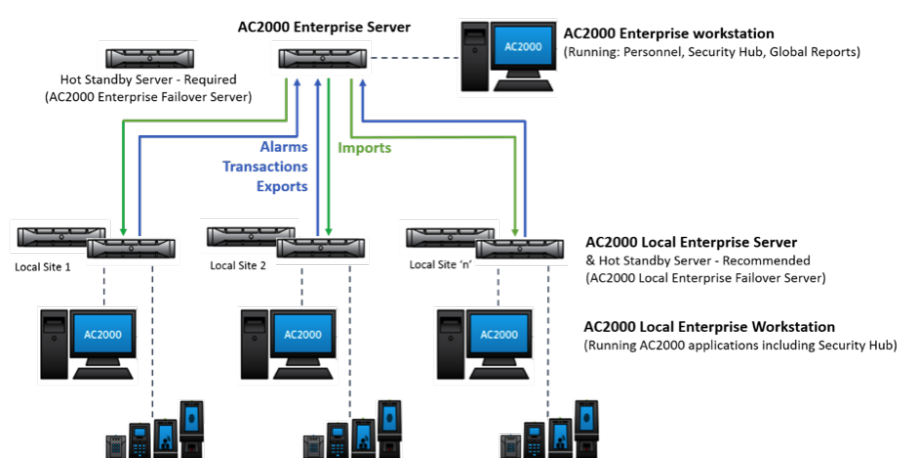 AC2000 Enterprise Server
AC2000 Enterprise workstation
(Running: Personnel, Security Hub, Global Reports)
AC2000
Hot Standby Server - Required
(AC2000 Enterprise Failover Server)
Alarms
Transactions
Exports
Imports
Local Site 1
Local Site 2
Local Site 'n'
AC2000 Local Enterprise Server
& Hot Standby Server - Recommended
(AC2000 Local Enterprise Failover Server)
AC2000
AC2000
AC2000
AC2000 Local Enterprise Workstation
(Running AC2000 applications including Security Hub)